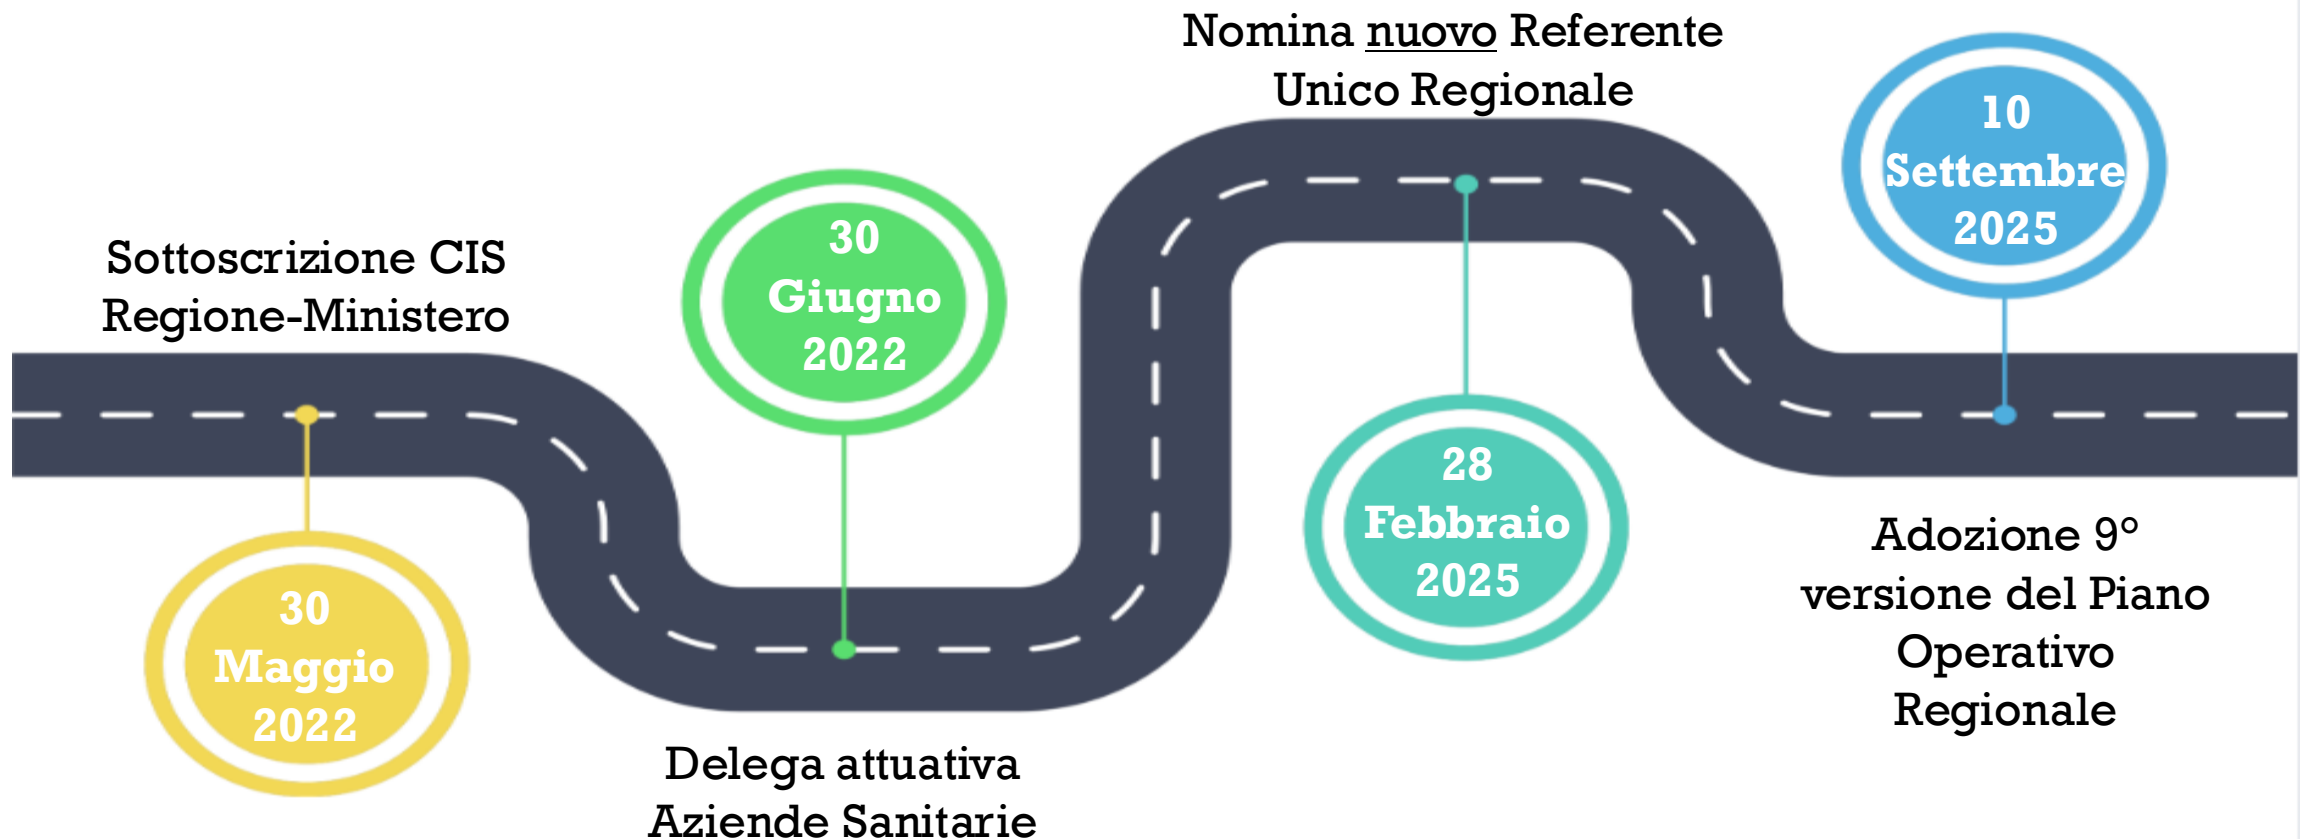 Sottoscrizione CIS
Regione-Ministero
30
Maggio
2022
30
Giugno
2022
Delega attuativa
Aziende Sanitarie
Nomina nuovo Referente
Unico Regionale
28
Febbraio
2025
10
Settembre
2025
Adozione 9°
versione del Piano
Operativo
Regionale